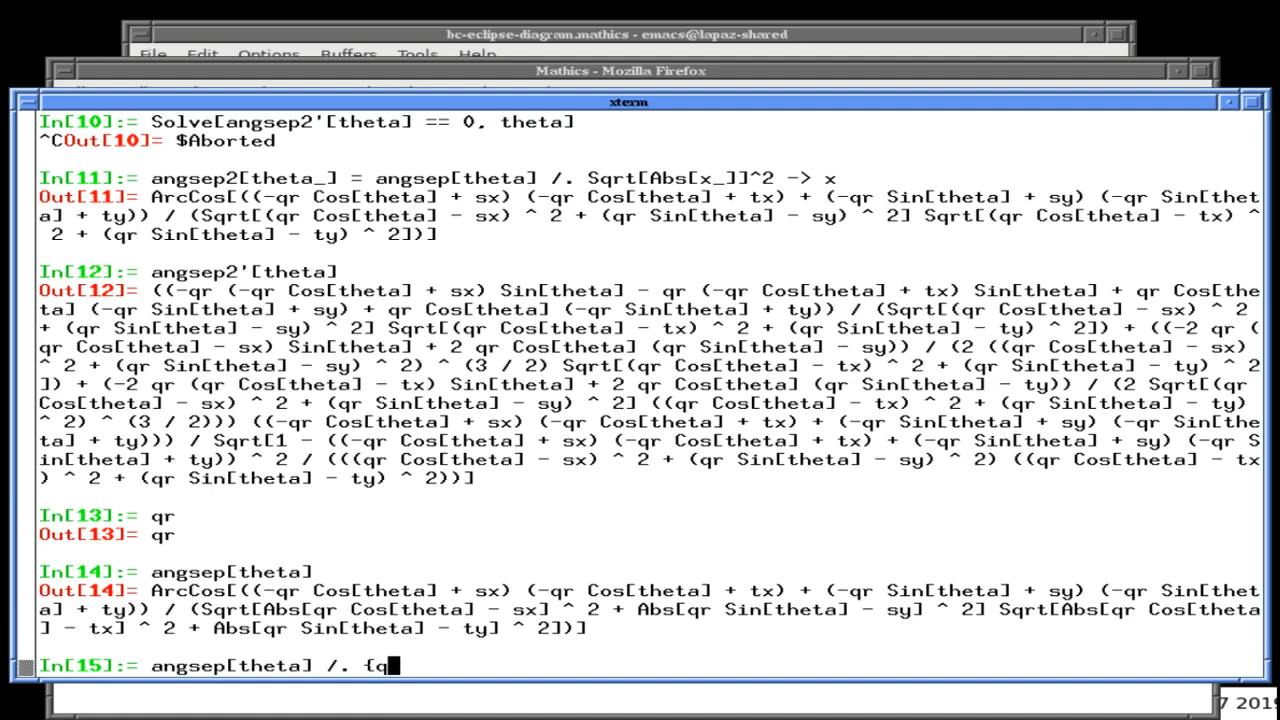 bc-eclipse-diagram.mathics - emacs@lapaz-shared
File Edit Options Buffers Tools Help
Mathics - Mozilla Firefox
xterm
In[10]:= Solve[angsep2'[theta] == 0, theta]
^COut[10]= $Aborted
In[11]:= angsep2[theta_] = angsep[theta] /. Sqrt[Abs[x_]]^2 -> x
Out[11]= ArcCos[((-qr Cos[theta] + sx) (-qr Cos[theta] + tx) + (-qr Sin[theta] + sy) (-qr Sin[thet
a] + ty)) / (Sqrt[(qr Cos[theta] - sx) ^ 2 + (qr Sin[theta] - sy) ^ 2] Sqrt[(qr Cos[theta] - tx) ^
 2 + (qr Sin[theta] - ty) ^ 2])]
In[12]:= angsep2'[theta]
Out[12]= ((-qr (-qr Cos[theta] + sx) Sin[theta] - qr (-qr Cos[theta] + tx) Sin[theta] + qr Cos[the
ta] (-qr Sin[theta] + sy) + qr Cos[theta] (-qr Sin[theta] + ty)) / (Sqrt[(qr Cos[theta] - sx) ^ 2
+ (qr Sin[theta] - sy) ^ 2] Sqrt[(qr Cos[theta] - tx) ^ 2 + (qr Sin[theta] - ty) ^ 2]) + ((-2 qr (
qr Cos[theta] - sx) Sin[theta] + 2 qr Cos[theta] (qr Sin[theta] - sy)) / (2 ((qr Cos[theta] - sx)
^ 2 + (qr Sin[theta] - sy) ^ 2) ^ (3 / 2) Sqrt[(qr Cos[theta] - tx) ^ 2 + (qr Sin[theta] - ty) ^ 2
]) + (-2 qr (qr Cos[theta] - tx) Sin[theta] + 2 qr Cos[theta] (qr Sin[theta] - ty)) / (2 Sqrt[(qr
Cos[theta] - sx) ^ 2 + (qr Sin[theta] - sy) ^ 2] ((qr Cos[theta] - tx) ^ 2 + (qr Sin[theta] - ty)
^ 2) ^ (3 / 2))) ((-qr Cos[theta] + sx) (-qr Cos[theta] + tx) + (-qr Sin[theta] + sy) (-qr Sin[the
ta] + ty))) / Sqrt[1 - ((-qr Cos[theta] + sx) (-qr Cos[theta] + tx) + (-qr Sin[theta] + sy) (-qr S
in[theta] + ty)) ^ 2 / (((qr Cos[theta] - sx) ^ 2 + (qr Sin[theta] - sy) ^ 2) ((qr Cos[theta] - tx
) ^ 2 + (qr Sin[theta] - ty) ^ 2))]
In[13]:= qr
Out[13]= qr
In[14]:= angsep[theta]
Out[14]= ArcCos[((-qr Cos[theta] + sx) (-qr Cos[theta] + tx) + (-qr Sin[theta] + sy) (-qr Sin[thet
a] + ty)) / (Sqrt[Abs[qr Cos[theta] - sx] ^ 2 + Abs[qr Sin[theta] - sy] ^ 2] Sqrt[Abs[qr Cos[theta
] - tx] ^ 2 + Abs[qr Sin[theta] - ty] ^ 2])]
In[15]:= angsep[theta] /. {q